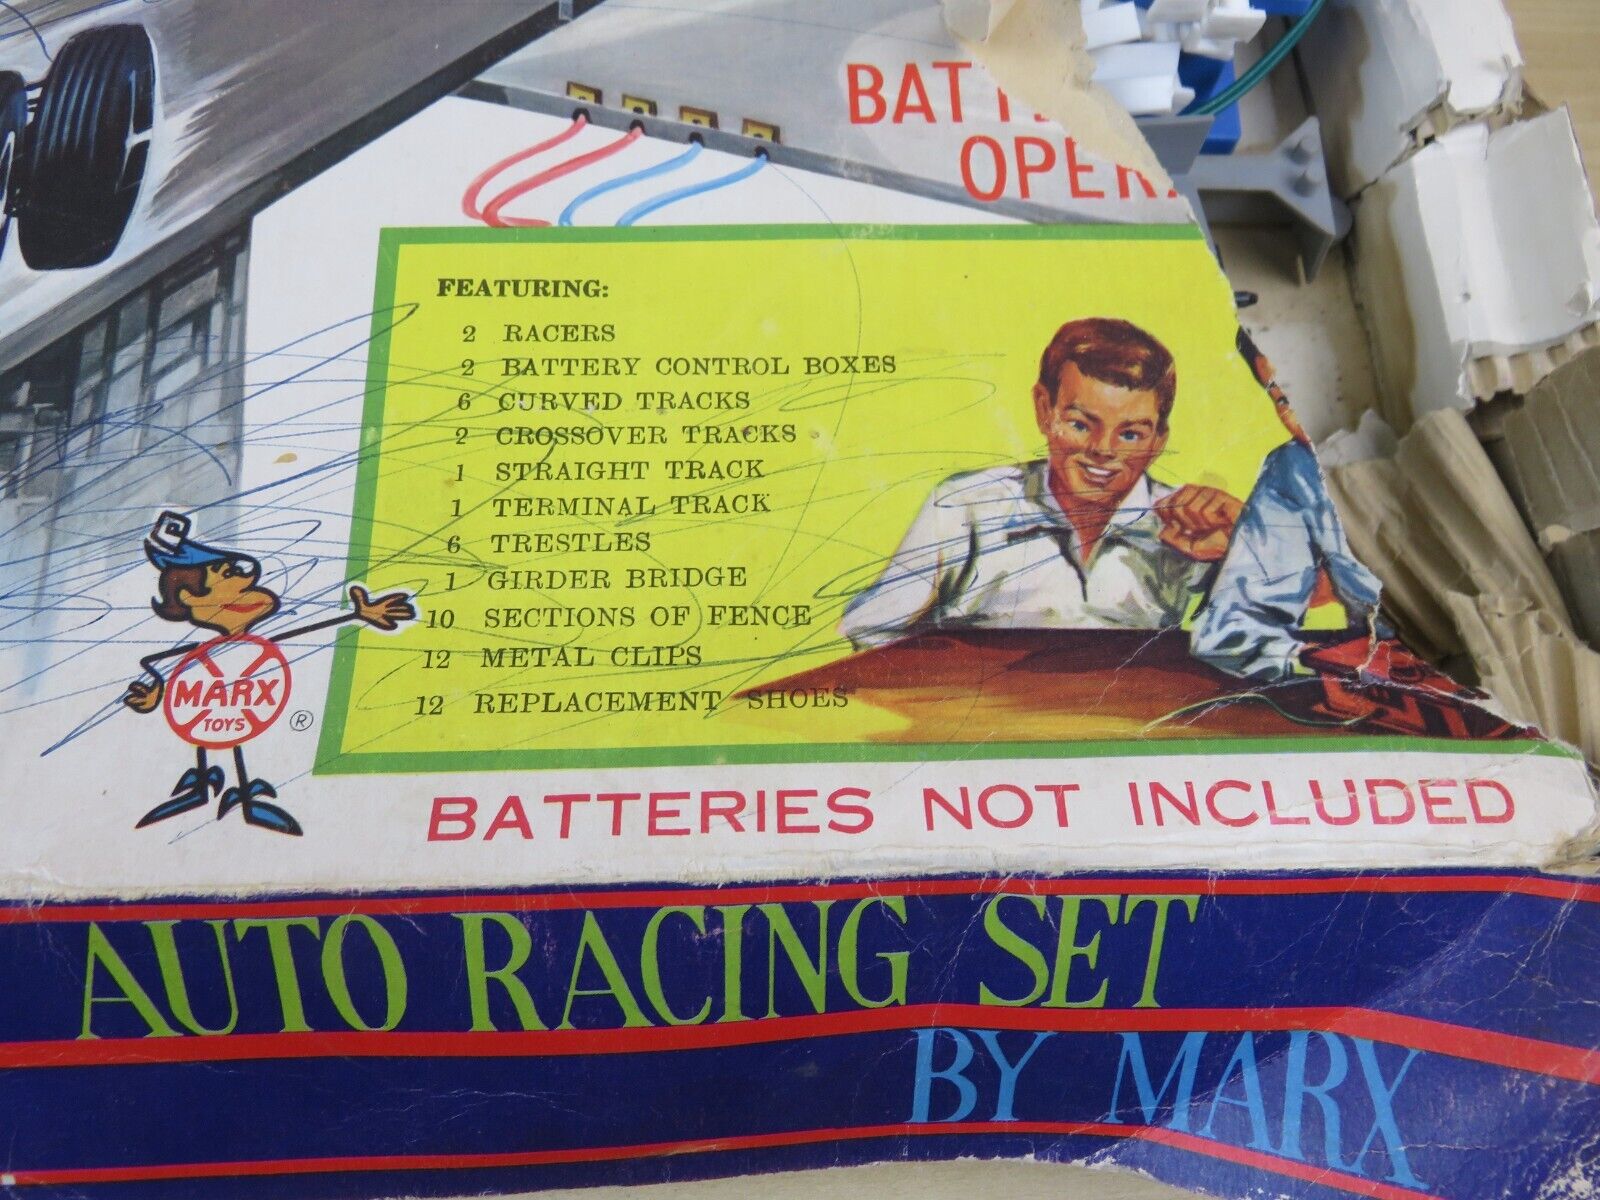 BATT
OPER
FEATURING:
2 RACERS
2 BATTERY CONTROL BOXES
6 CURVED TRACKS
2 CROSSOVER TRACKS
1 STRAIGHT TRACK
1 TERMINAL TRACK
6 TRESTLES
1 GIRDER BRIDGE
10 SECTIONS OF FENCE
12 METAL CLIPS
12 REPLACEMENT SHOES
MARX
TOYS
®
BATTERIES NOT INCLUDED
AUTO RACING SET
BY MARX